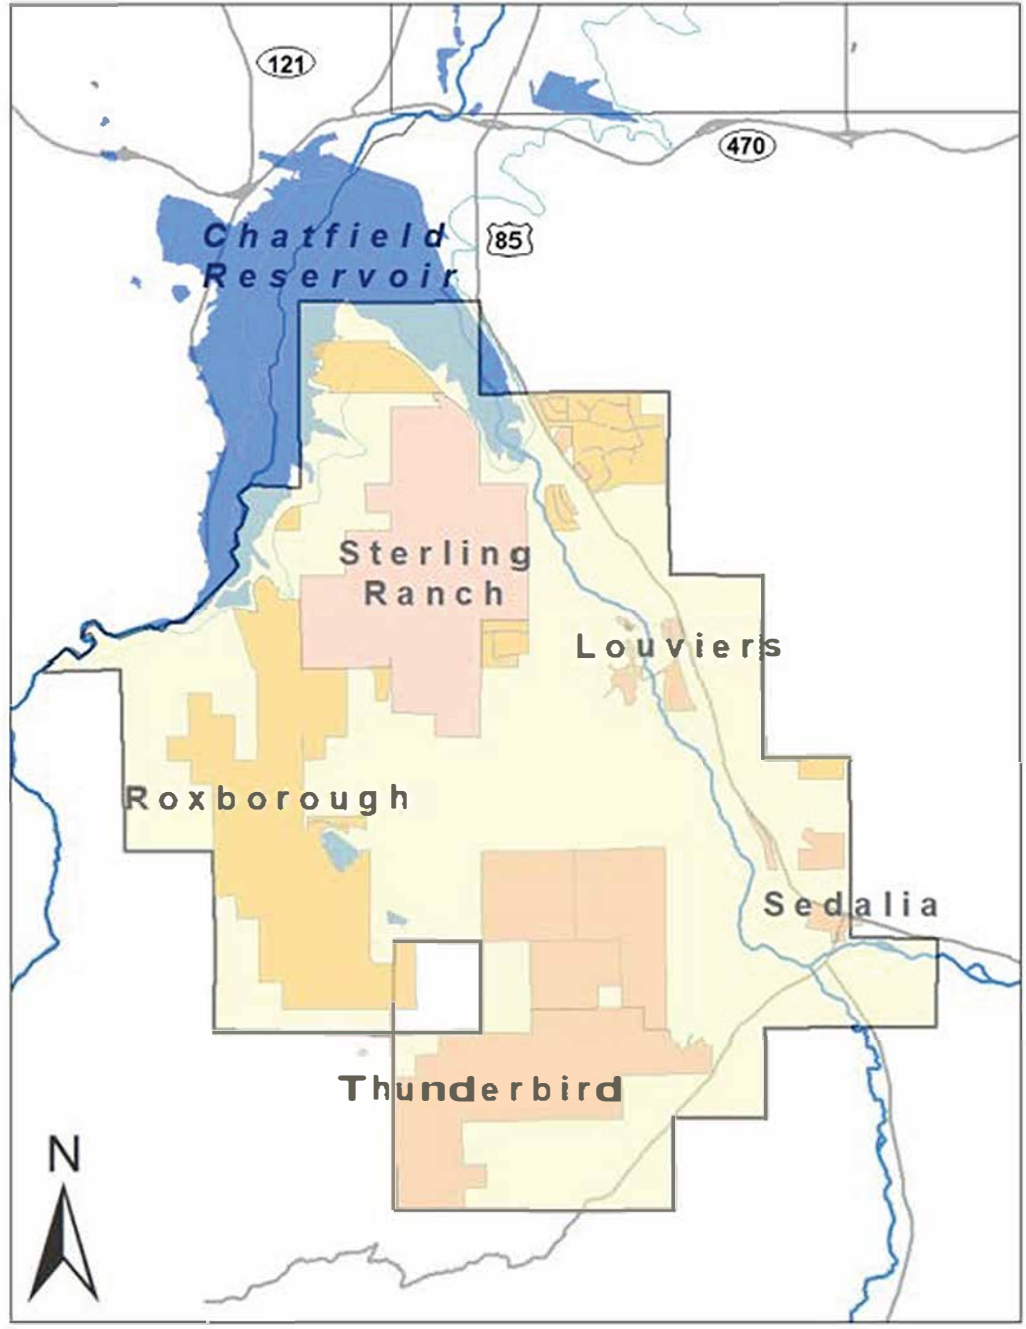 121
470
Chatfield
85
Reservoir
Sterling
Ranch
Louviers
Roxborough
Sedalia
Thunderbird
N